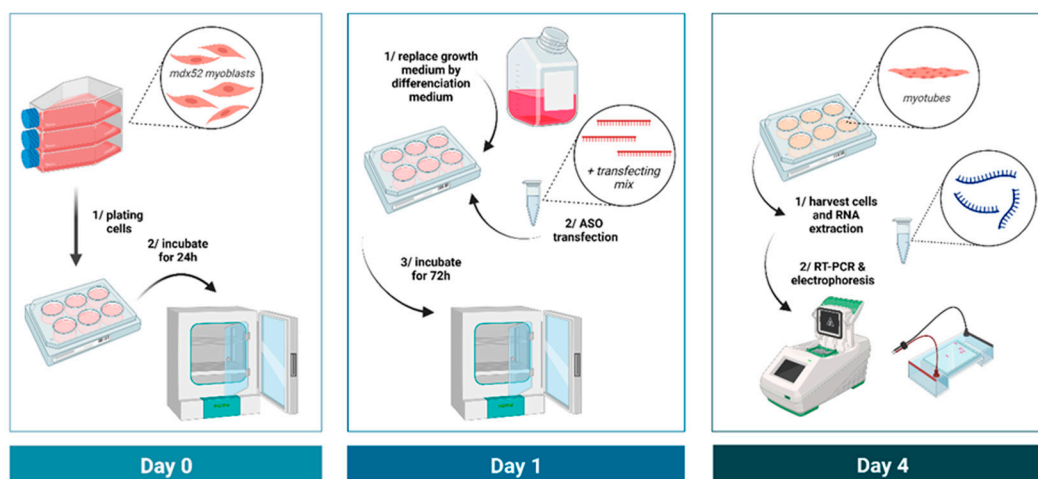 mdx52 myoblasts
1/ plating
cells
2/ incubate
for 24h
Day 0
1/ replace growth
medium by
differenciation
medium
+ transfecting
mix
2/ ASO
transfection
3/ incubate
for 72h
Day 1
myotubes
1/ harvest cells
and RNA
extraction
2/ RT-PCR &
electrophoresis
Day 4